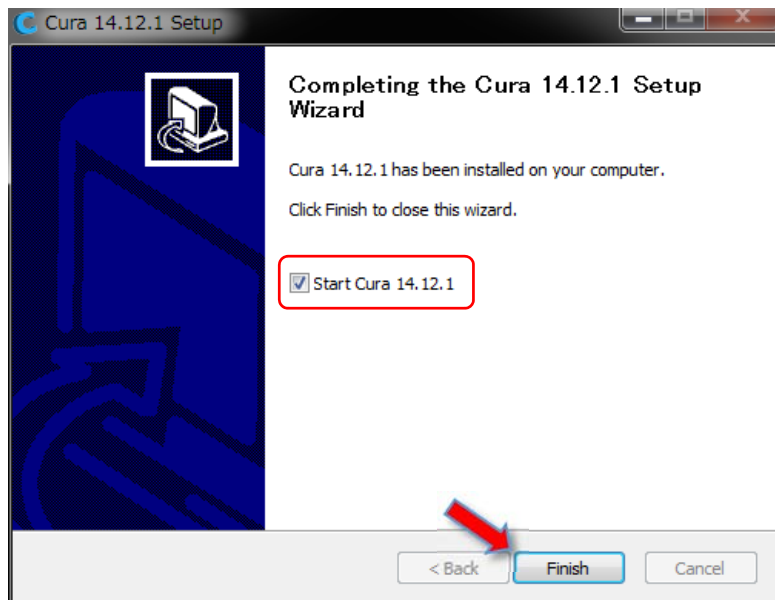 Cura 14.12.1 Setup
Completing the Cura 14.12.1 Setup
Wizard
Cura 14.12.1 has been installed on your computer.
Click Finish to close this wizard.
Start Cura 14.12.1
< Back Finish Cancel